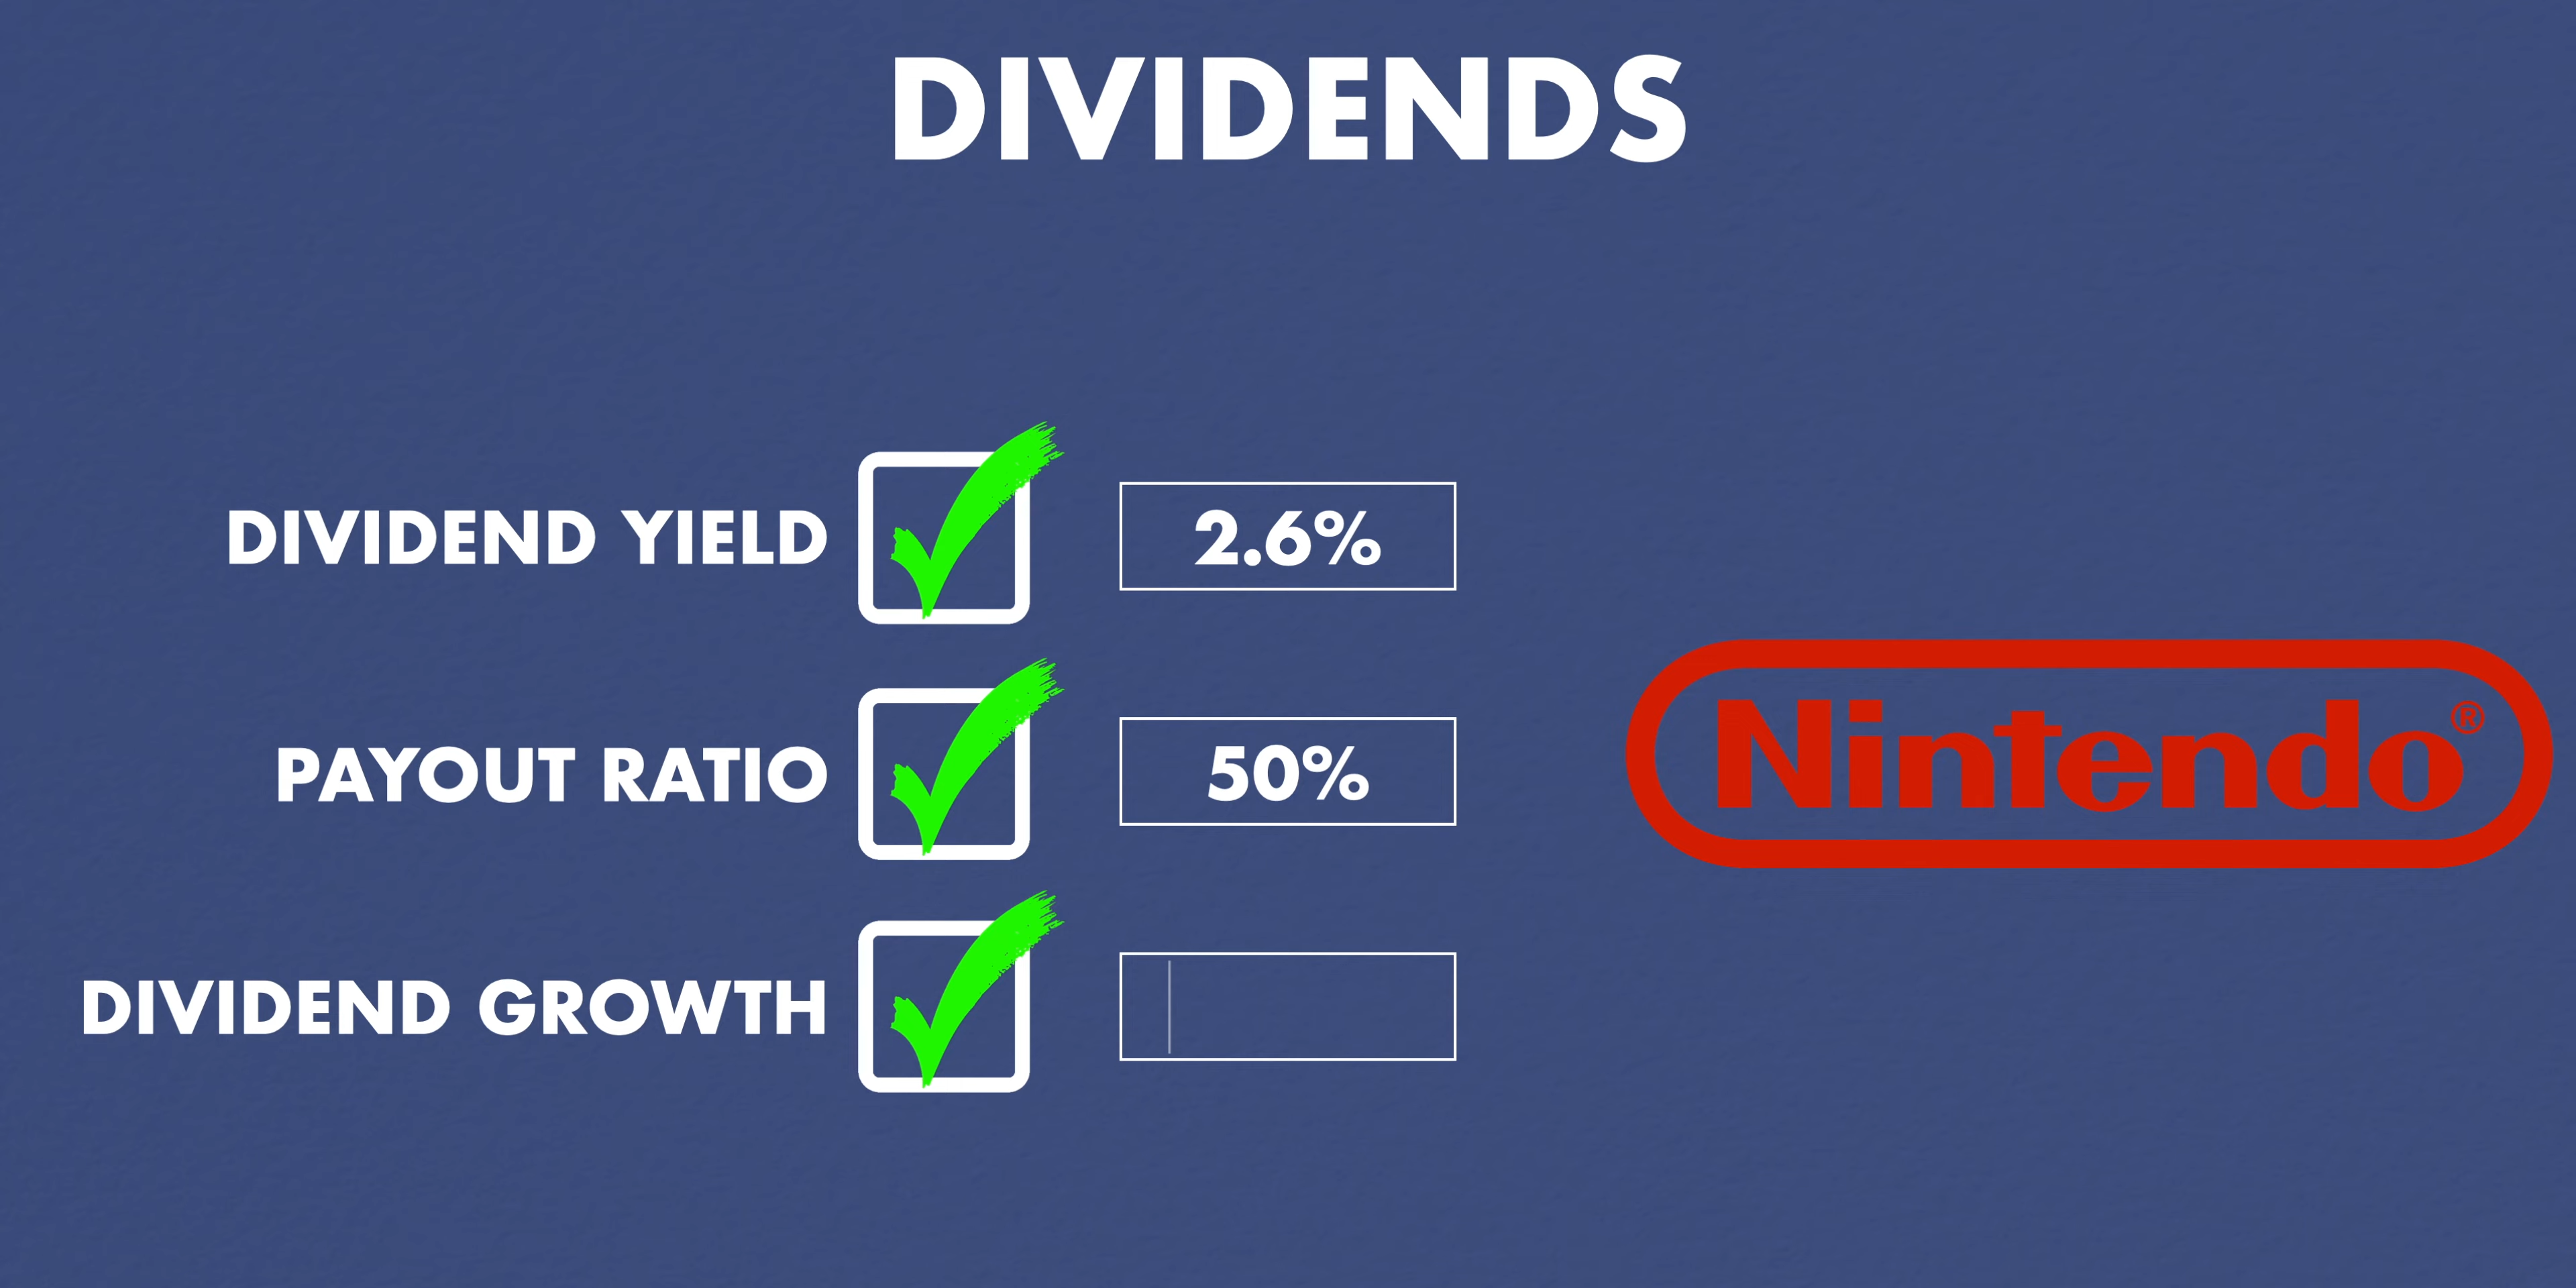 DIVIDENDS
DIVIDEND YIELD 2.6%
PAYOUT RATIO 50%
DIVIDEND GROWTH
Nintendo®